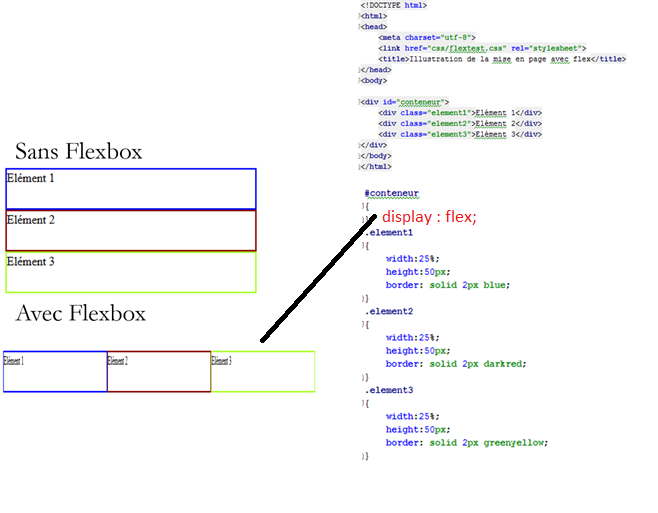 Sans Flexbox
Elément 1
Elément 2
Elément 3
Avec Flexbox
Elément 1
Elément 2
Elément 3
<!DOCTYPE html>
<html>
<head>
<meta charset="utf-8">
<link href="css/flextest.css" rel="stylesheet">
<title>Illustration de la mise en page avec flex</title>
</head>
<body>
<div id="conteneur">
<div class="element1">Elément 1</div>
<div class="element2">Elément 2</div>
<div class="element3">Elément 3</div>
</div>
</body>
</html>
#conteneur
{
display : flex;
}
.element1
{
width:25%;
height:50px;
border: solid 2px blue;
}
.element2
{
width:25%;
height:50px;
border: solid 2px darkred;
}
.element3
{
width:25%;
height:50px;
border: solid 2px greenyellow;
}